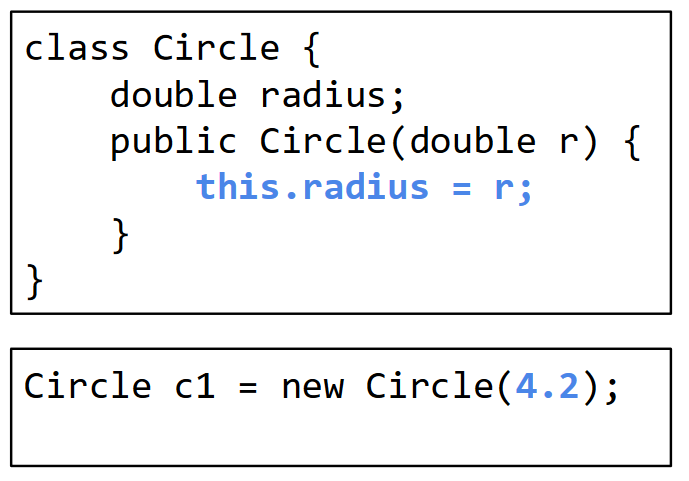 class Circle {
    double radius;
    public Circle(double r) {
        this.radius = r;
    }
}
Circle c1 = new Circle(4.2);